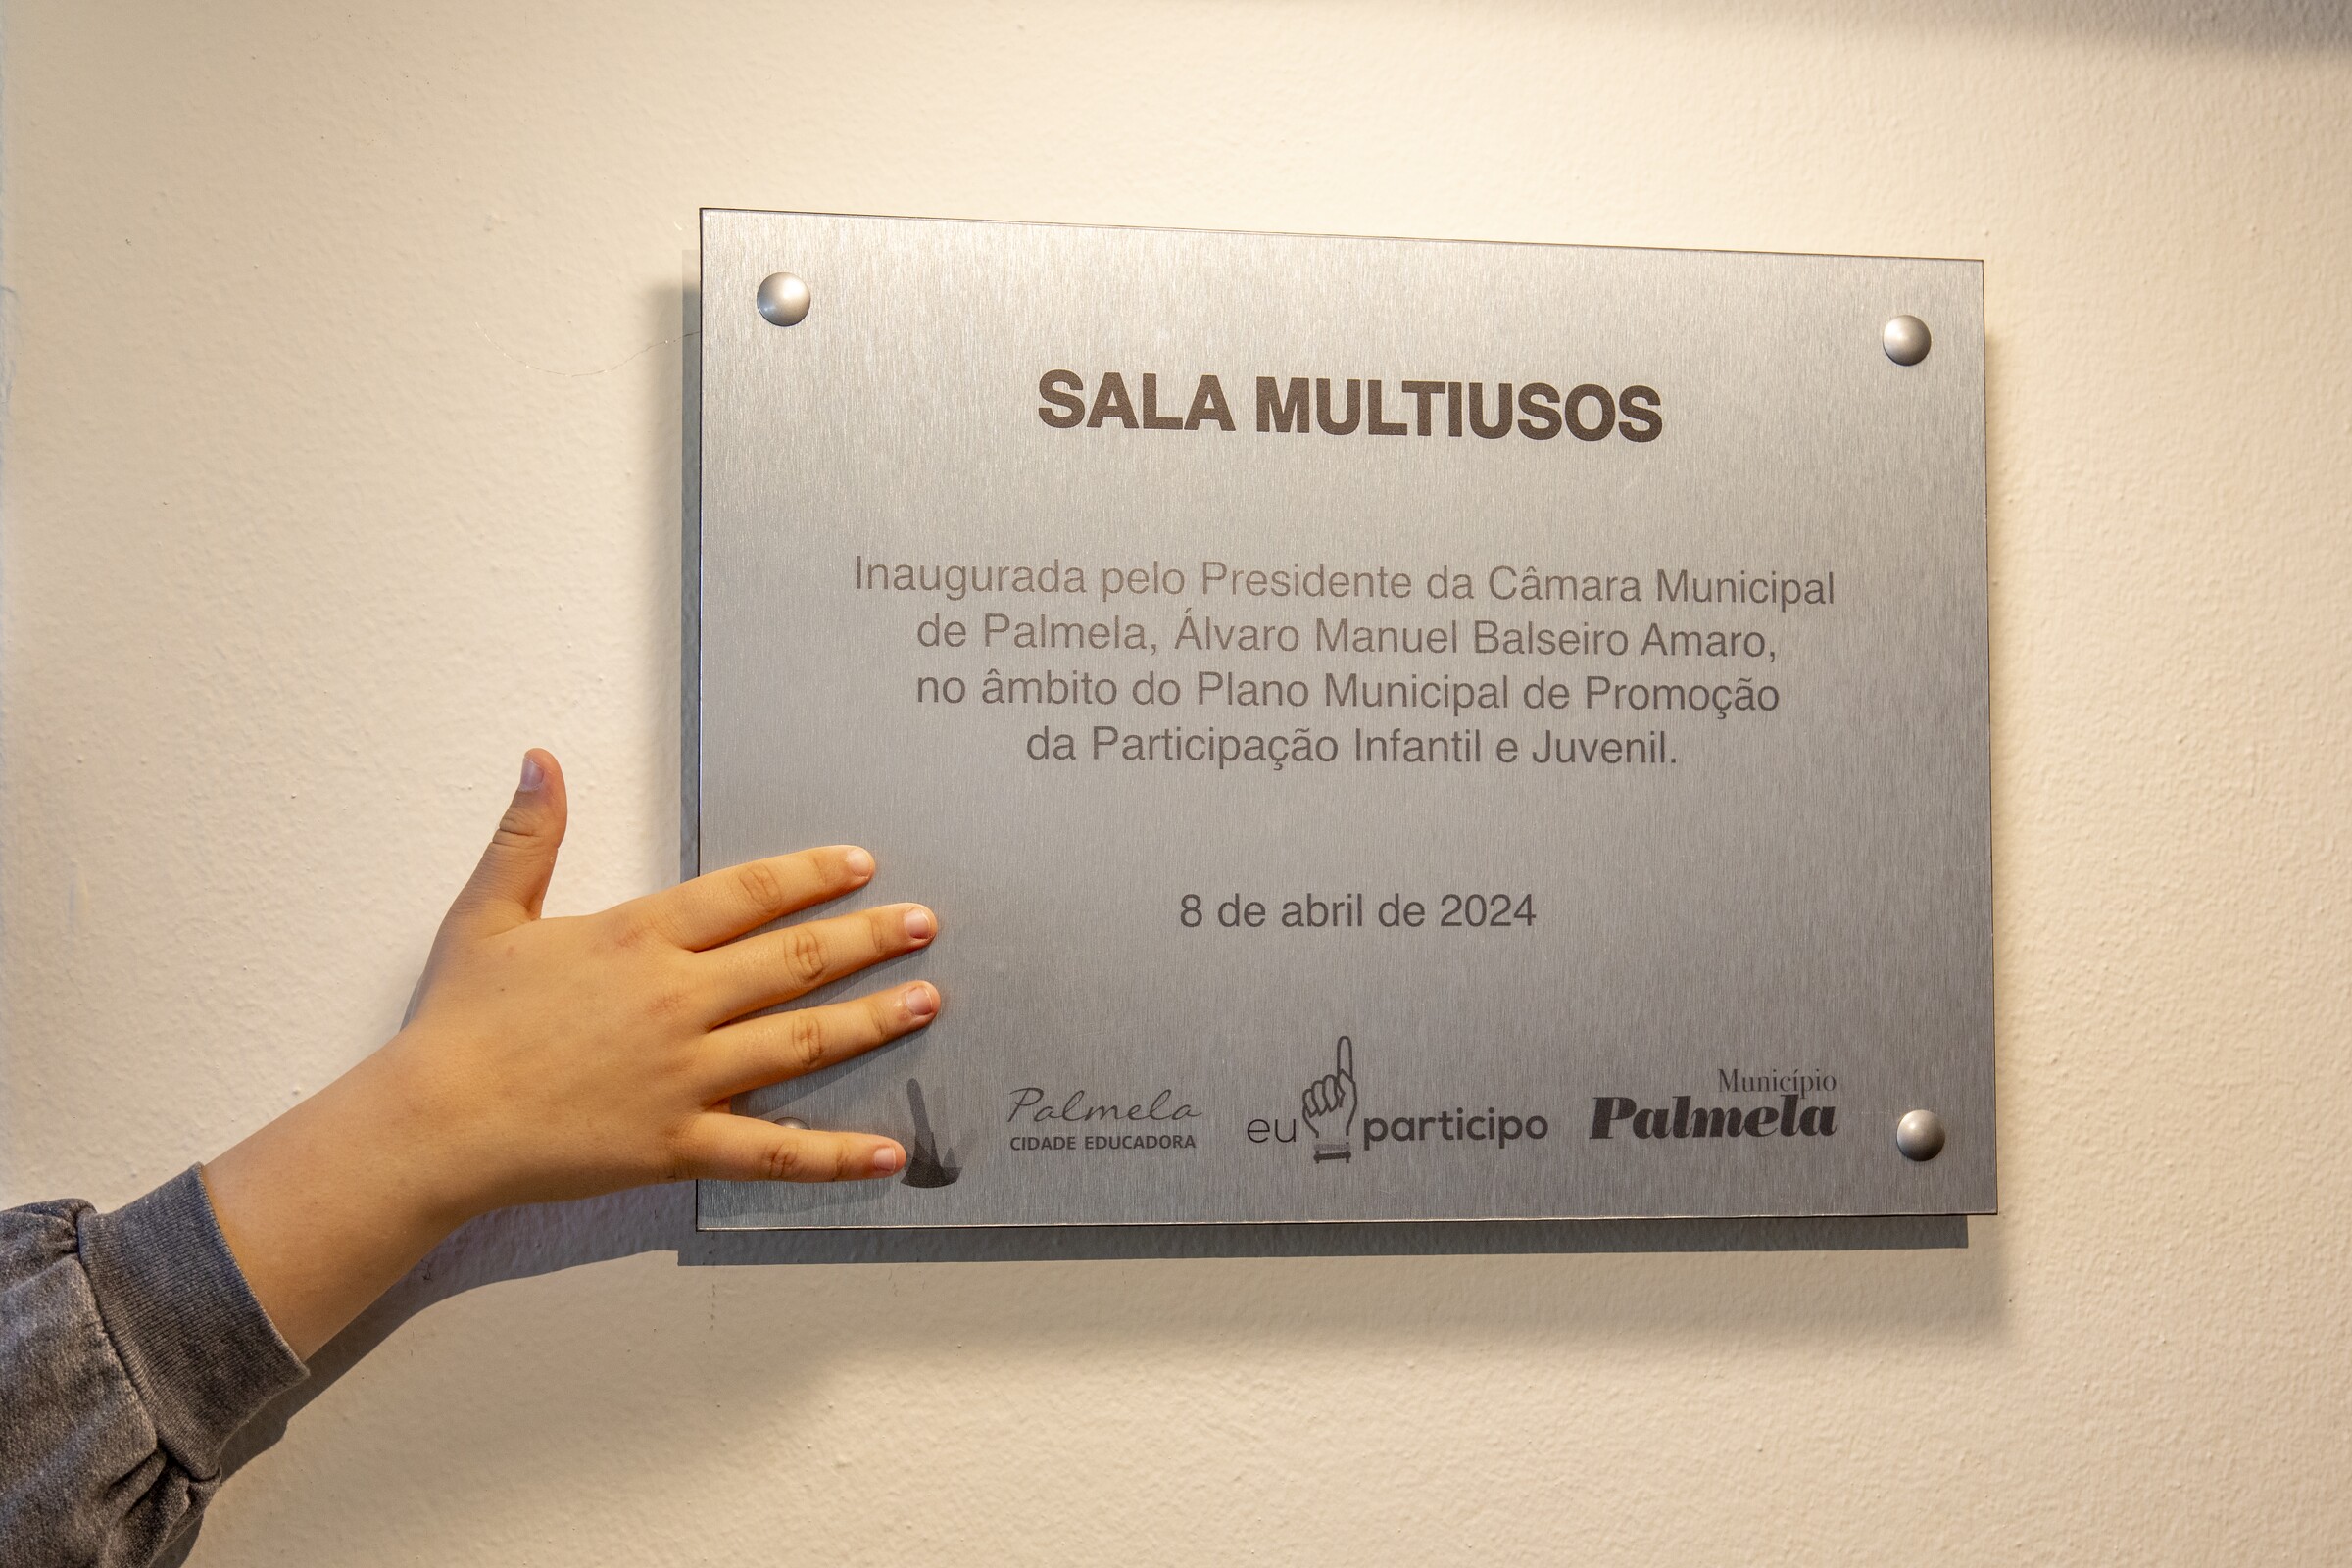 SALA MULTIUSOS
Inaugurada pelo Presidente da Câmara Municipal
de Palmela, Álvaro Manuel Balseiro Amaro,
no âmbito do Plano Municipal de Promoção
da Participação Infantil e Juvenil.
8 de abril de 2024
Palmela
CIDADE EDUCADORA
eu participo
Município
Palmela